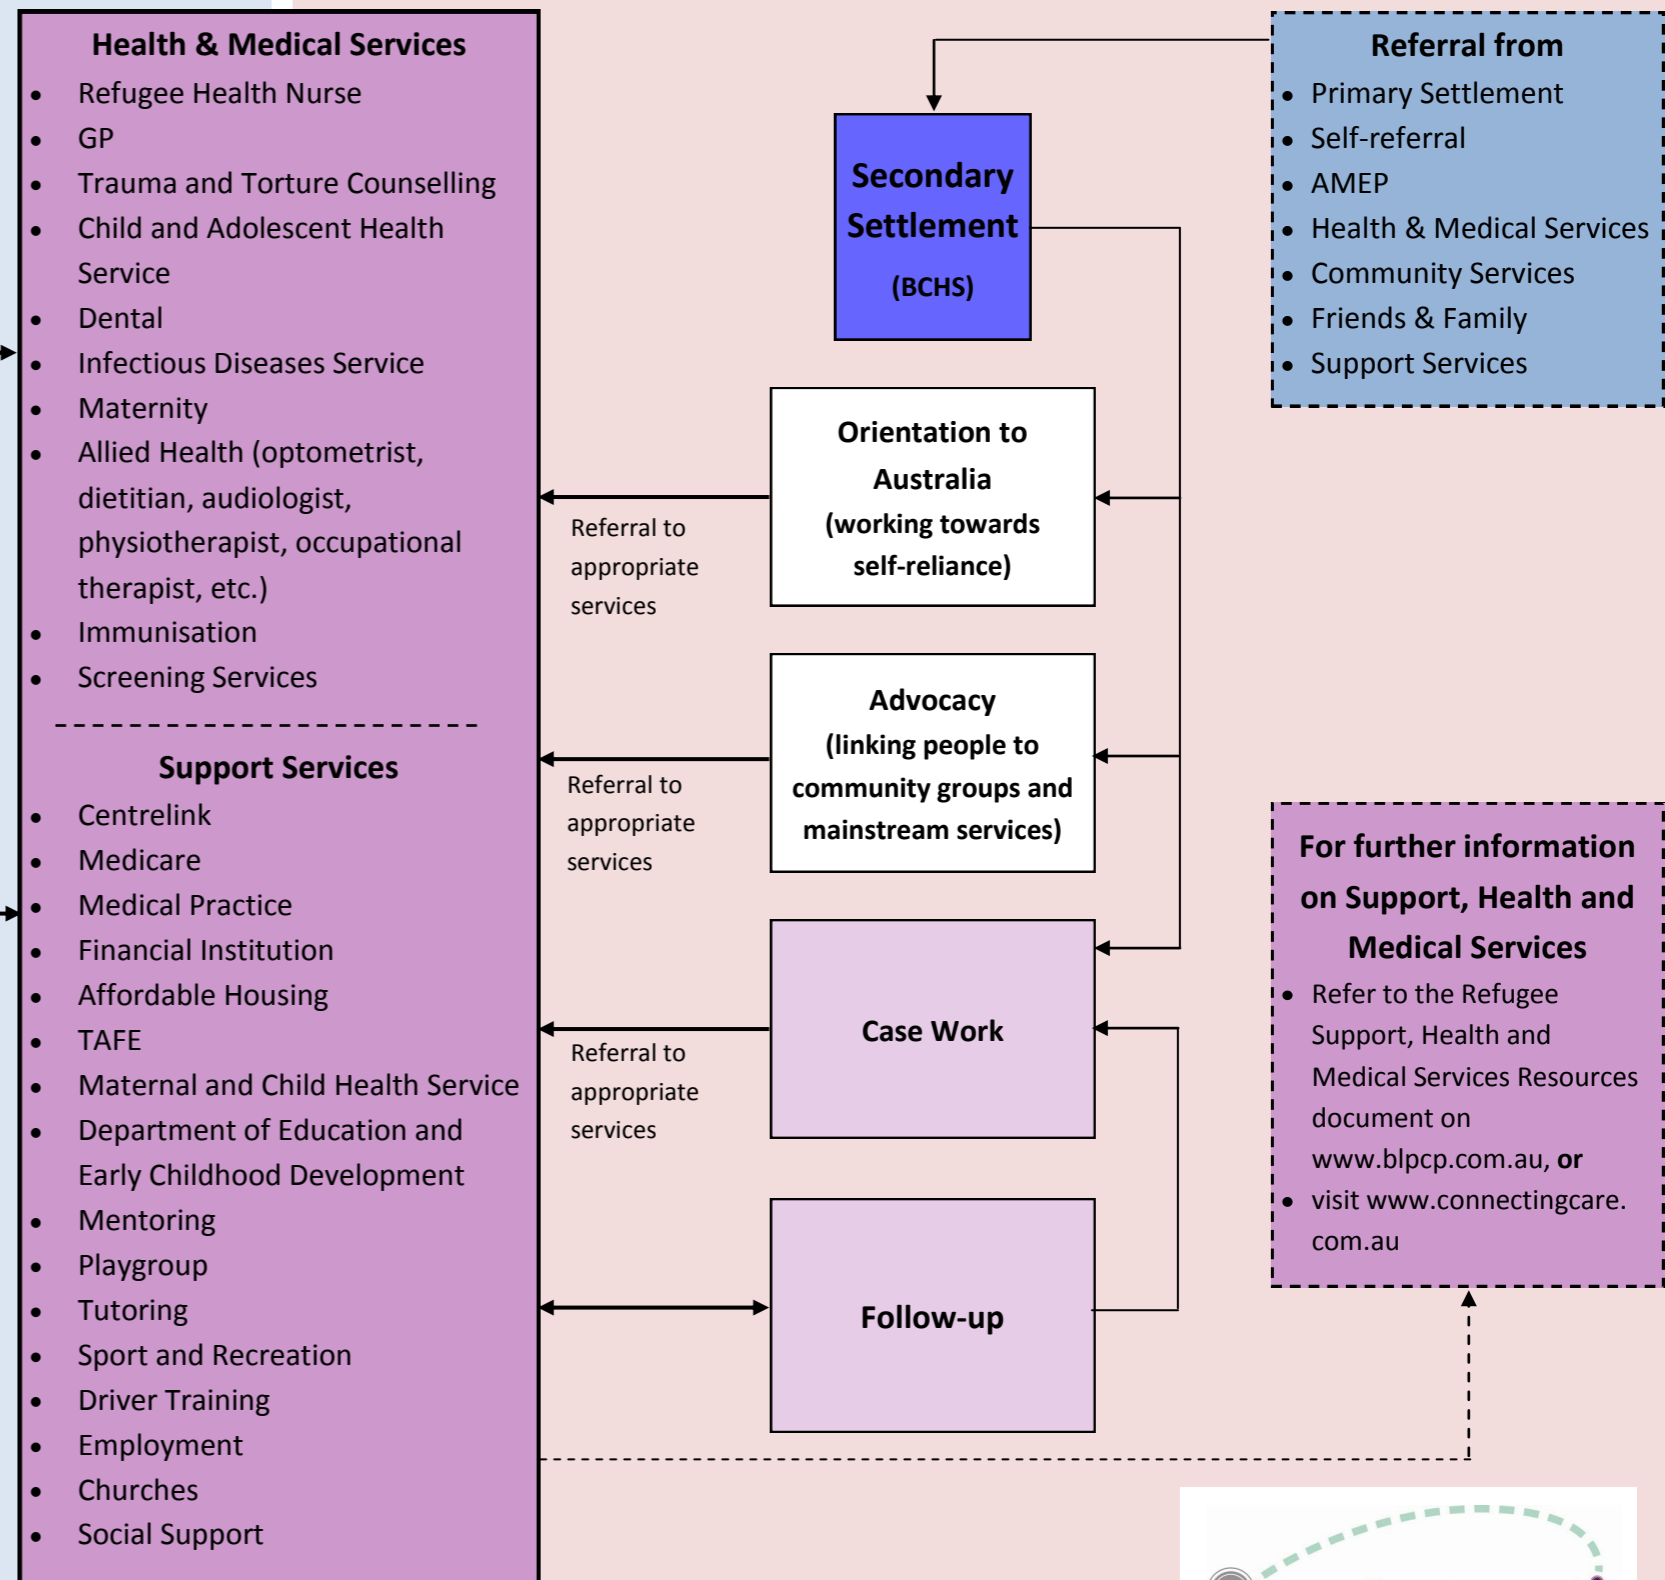 Health & Medical Services
• Refugee Health Nurse
• GP
• Trauma and Torture Counselling
• Child and Adolescent Health
Service
• Dental
• Infectious Diseases Service
• Maternity
• Allied Health (optometrist,
dietitian, audiologist,
physiotherapist, occupational
therapist, etc.)
• Immunisation
• Screening Services
Support Services
• Centrelink
• Medicare
• Medical Practice
• Financial Institution
• Affordable Housing
• TAFE
• Maternal and Child Health Service
• Department of Education and
Early Childhood Development
• Mentoring
• Playgroup
• Tutoring
• Sport and Recreation
• Driver Training
• Employment
• Churches
• Social Support
Secondary
Settlement
(BCHS)
Orientation to
Australia
(working towards
self-reliance)
Referral to
appropriate
services
Advocacy
(linking people to
community groups and
mainstream services)
Referral to
appropriate
services
Case Work
Referral to
appropriate
services
Follow-up
Referral from
• Primary Settlement
• Self-referral
• AMEP
• Health & Medical Services
• Community Services
• Friends & Family
• Support Services
For further information
on Support, Health and
Medical Services
• Refer to the Refugee
Support, Health and
Medical Services Resources
document on
www.blpcp.com.au, or
• visit www.connectingcare.
com.au